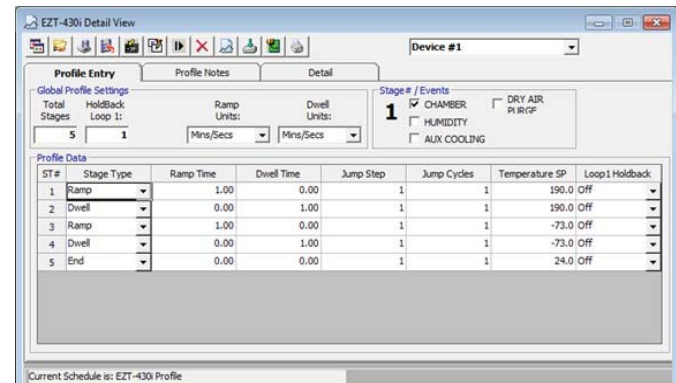 EZT-430i Detail View
Device #1
Profile Entry Profile Notes Detail
Global Profile Settings
Total Stages HoldBack Loop 1: Ramp Units: Dwell Units:
5 1 Mins/Secs Mins/Secs
Stage # / Events
1 CHAMBER DRY AIR PURGE
HUMIDITY
AUX COOLING
Profile Data
ST # Stage Type Ramp Time Dwell Time Jump Step Jump Cycles Temperature SP Loop1 Holdback
1 Ramp 1.00 0.00 1 1 190.0 Off
2 Dwell 0.00 1.00 1 1 190.0 Off
3 Ramp 1.00 0.00 1 1 -73.0 Off
4 Dwell 0.00 1.00 1 1 -73.0 Off
5 End 0.00 0.00 1 1 24.0 Off
Current Schedule is: EZT-430i Profile